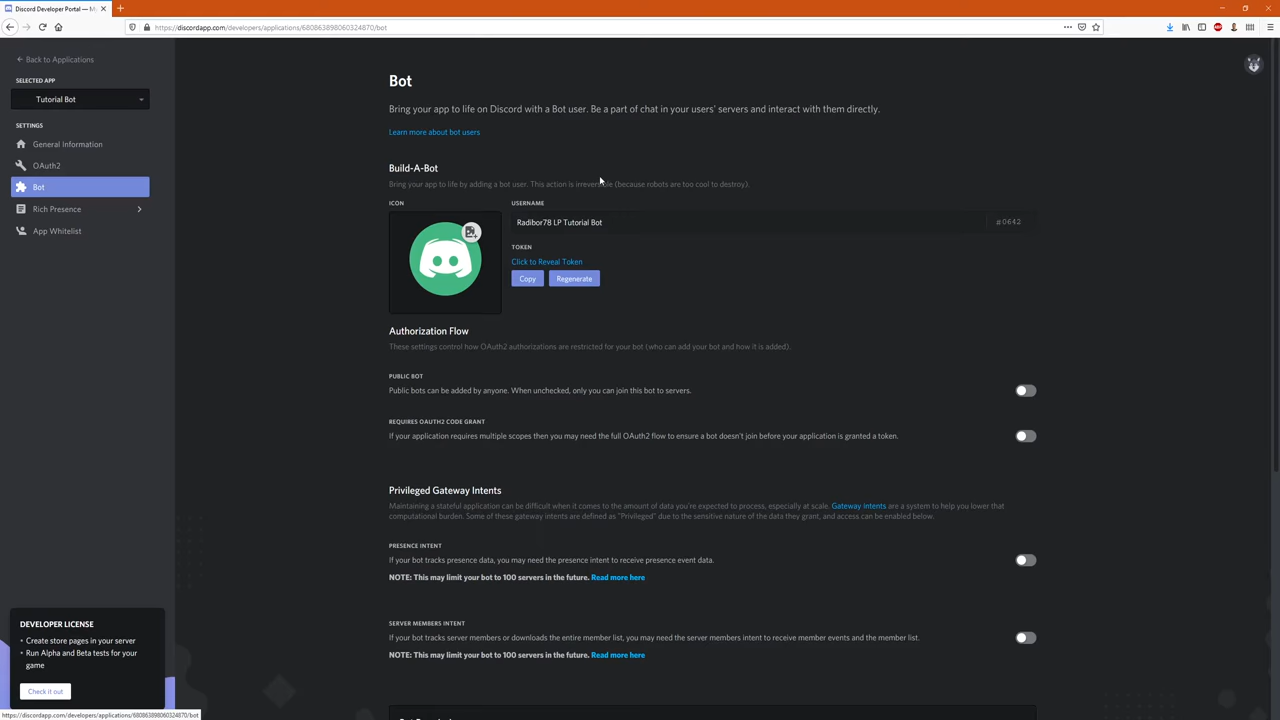 Discord Developer Portal — My
https://discordapp.com/developers/applications/680863898060324870/bot
Back to Applications
SELECTED APP
Tutorial Bot
SETTINGS
General Information
OAuth2
Bot
Rich Presence
App Whitelist
Bot
Bring your app to life on Discord with a Bot user. Be a part of chat in your users' servers and interact with them directly.
Learn more about bot users
Build-A-Bot
Bring your app to life by adding a bot user. This action is irreversible (because robots are too cool to destroy).
ICON
USERNAME
Radibor78 LP Tutorial Bot
#0642
TOKEN
Click to Reveal Token
Copy
Regenerate
Authorization Flow
These settings control how OAuth2 authorizations are restricted for your bot (who can add your bot and how it is added).
PUBLIC BOT
Public bots can be added by anyone. When unchecked, only you can join this bot to servers.
REQUIRES OAUTH2 CODE GRANT
If your application requires multiple scopes then you may need the full OAuth2 flow to ensure a bot doesn't join before your application is granted a token.
Privileged Gateway Intents
Maintaining a stateful application can be difficult when it comes to the amount of data you're expected to process, especially at scale. Gateway Intents are a system to help you lower that
computational burden. Some of these gateway intents are defined as "Privileged" due to the sensitive nature of the data they grant, and access can be enabled below.
PRESENCE INTENT
If your bot tracks presence data, you may need the presence intent to receive presence event data.
NOTE: This may limit your bot to 100 servers in the future. Read more here
SERVER MEMBERS INTENT
If your bot tracks server members or downloads the entire member list, you may need the server members intent to receive member events and the member list.
NOTE: This may limit your bot to 100 servers in the future. Read more here
DEVELOPER LICENSE
• Create store pages in your server
• Run Alpha and Beta tests for your
game
Check it out
https://discordapp.com/developers/applications/680863898060324870/bot